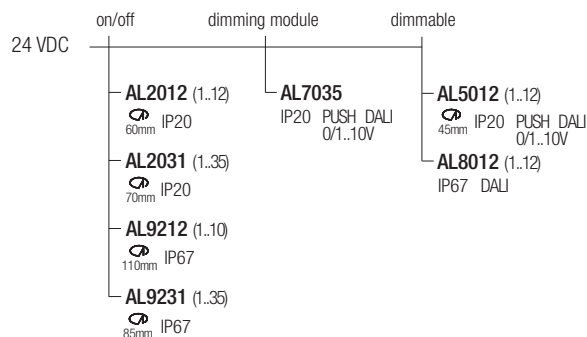 on/off dimming module dimmable
24 VDC
AL2012 (1..12) AL7035 AL5012 (1..12)
60mm IP20 IP20 PUSH DALI 45mm IP20 PUSH DALI
0/1..10V 0/1..10V
AL2031 (1..35) AL8012 (1..12)
70mm IP20 IP67 DALI
AL9212 (1..10)
110mm IP67
AL9231 (1..35)
85mm IP67